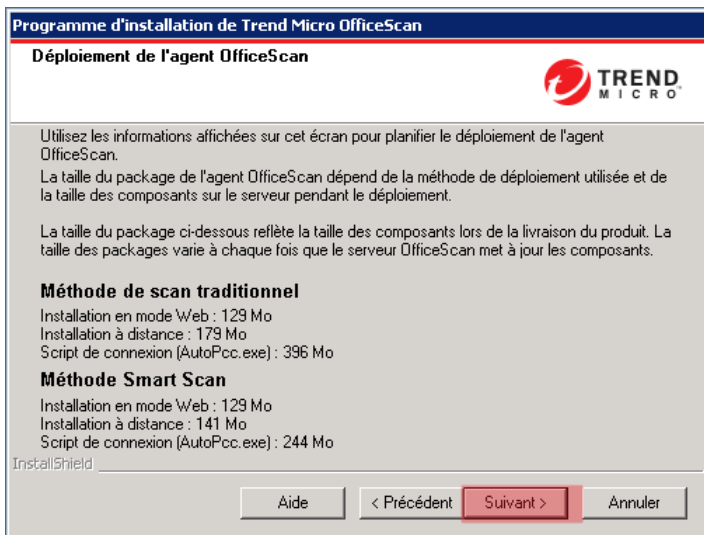 Programme d'installation de Trend Micro OfficeScan
Déploiement de l'agent OfficeScan
TREND
MICRO™
Utilisez les informations affichées sur cet écran pour planifier le déploiement de l'agent
OfficeScan.
La taille du package de l'agent OfficeScan dépend de la méthode de déploiement utilisée et de
la taille des composants sur le serveur pendant le déploiement.
La taille du package ci-dessous reflète la taille des composants lors de la livraison du produit. La
taille des packages varie à chaque fois que le serveur OfficeScan met à jour les composants.
Méthode de scan traditionnel
Installation en mode Web : 129 Mo
Installation à distance : 179 Mo
Script de connexion (AutoPcc.exe) : 396 Mo
Méthode Smart Scan
Installation en mode Web : 129 Mo
Installation à distance : 141 Mo
Script de connexion (AutoPcc.exe) : 244 Mo
InstallShield
Aide
< Précédent
Suivant >
Annuler